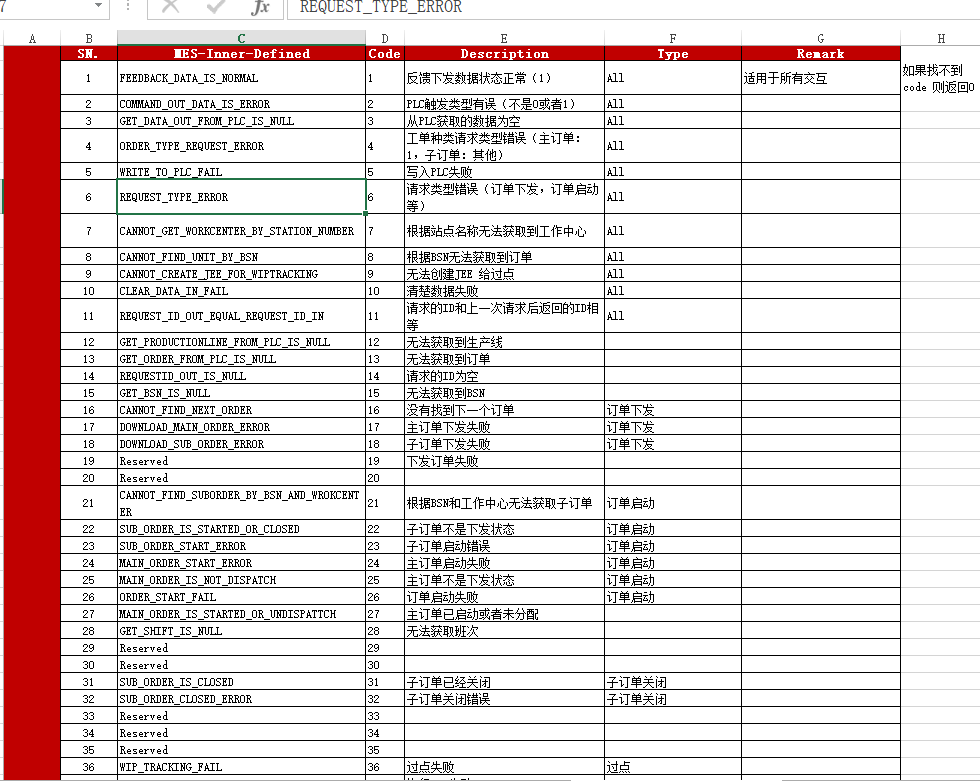 7 fx REQUEST_TYPE_ERROR
A B C D E F G H
SN. MES-Inner-Defined Code Description Type Remark
1 FEEDBACK_DATA_IS_NORMAL 1 反馈下发数据状态正常（1） All 适用于所有交互
如果找不到
code 则返回0
2 COMMAND_OUT_DATA_IS_ERROR 2 PLC触发类型有误（不是0或者1） All
3 GET_DATA_OUT_FROM_PLC_IS_NULL 3 从PLC获取的数据为空 All
4 ORDER_TYPE_REQUEST_ERROR 4 工单种类请求类型错误（主订单：
1，子订单：其他） All
5 WRITE_TO_PLC_FAIL 5 写入PLC失败 All
6 REQUEST_TYPE_ERROR 6 请求类型错误（订单下发，订单启动
等） All
7 CANNOT_GET_WORKCENTER_BY_STATION_NUMBER 7 根据站点名称无法获取到工作中心 All
8 CANNOT_FIND_UNIT_BY_BSN 8 根据BSN无法获取到订单 All
9 CANNOT_CREATE_JEE_FOR_WIPTRACKING 9 无法创建JEE 给过点 All
10 CLEAR_DATA_IN_FAIL 10 清楚数据失败 All
11 REQUEST_ID_OUT_EQUAL_REQUEST_ID_IN 11 请求的ID和上一次请求后返回的ID相
等 All
12 GET_PRODUCTIONLINE_FROM_PLC_IS_NULL 12 无法获取到生产线
13 GET_ORDER_FROM_PLC_IS_NULL 13 无法获取到订单
14 REQUESTID_OUT_IS_NULL 14 请求的ID为空
15 GET_BSN_IS_NULL 15 无法获取到BSN
16 CANNOT_FIND_NEXT_ORDER 16 没有找到下一个订单 订单下发
17 DOWNLOAD_MAIN_ORDER_ERROR 17 主订单下发失败 订单下发
18 DOWNLOAD_SUB_ORDER_ERROR 18 子订单下发失败 订单下发
19 Reserved 19 下发订单失败
20 Reserved 20
21 CANNOT_FIND_SUBORDER_BY_BSN_AND_WROKCENT
ER 21 根据BSN和工作中心无法获取子订单 订单启动
22 SUB_ORDER_IS_STARTED_OR_CLOSED 22 子订单不是下发状态 订单启动
23 SUB_ORDER_START_ERROR 23 子订单启动错误 订单启动
24 MAIN_ORDER_START_ERROR 24 主订单启动失败 订单启动
25 MAIN_ORDER_IS_NOT_DISPATCH 25 主订单不是下发状态 订单启动
26 ORDER_START_FAIL 26 订单启动失败 订单启动
27 MAIN_ORDER_IS_STARTED_OR_UNDISPATTCH 27 主订单已启动或者未分配
28 GET_SHIFT_IS_NULL 28 无法获取班次
29 Reserved 29
30 Reserved 30
31 SUB_ORDER_IS_CLOSED 31 子订单已经关闭 子订单关闭
32 SUB_ORDER_CLOSED_ERROR 32 子订单关闭错误 子订单关闭
33 Reserved 33
34 Reserved 34
35 Reserved 35
36 WIP_TRACKING_FAIL 36 过点失败 过点